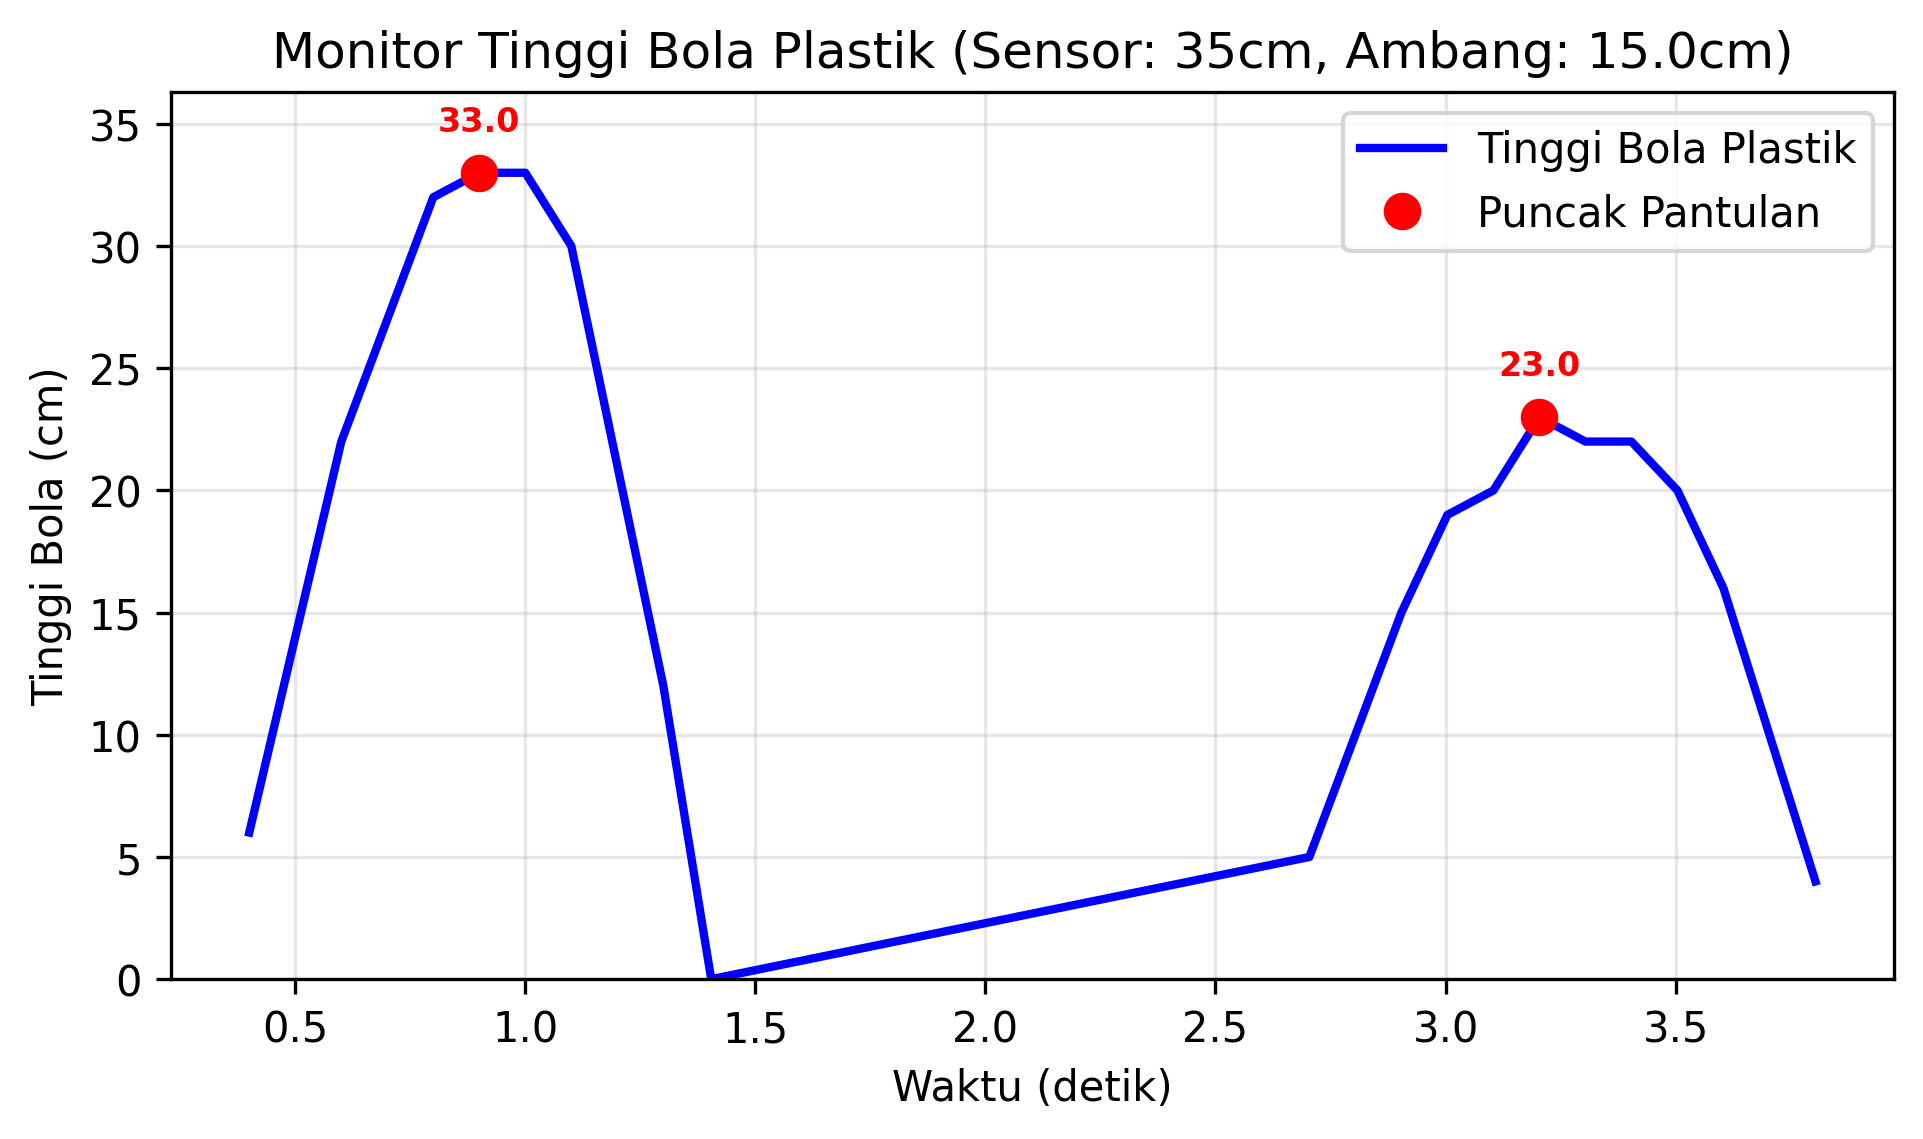 Monitor Tinggi Bola Plastik (Sensor: 35cm, Ambang: 15.0cm)
33.0
Tinggi Bola Plastik
Puncak Pantulan
23.0
35
30
25
20
15
10
5
0
Tinggi Bola (cm)
0.5 1.0 1.5 2.0 2.5 3.0 3.5
Waktu (detik)